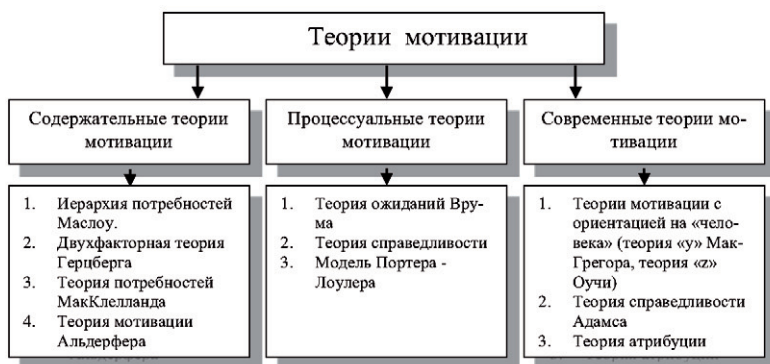 Теории мотивации
Содержательные теории
мотивации
Процессуальные теории
мотивации
Современные теории мо-
тивации
1. Иерархия потребностей
Маслоу.
2. Двухфакторная теория
Герцберга
3. Теория потребностей
МакКлелланда
4. Теория мотивации
Альдерфера
1. Теория ожиданий Вру-
ма
2. Теория справедливости
3. Модель Портера -
Лоулера
1. Теории мотивации с
ориентацией на «чело-
века» (теория «у» Мак-
Грегора, теория «z»
Оучи)
2. Теория справедливости
Адамса
3. Теория атрибуции